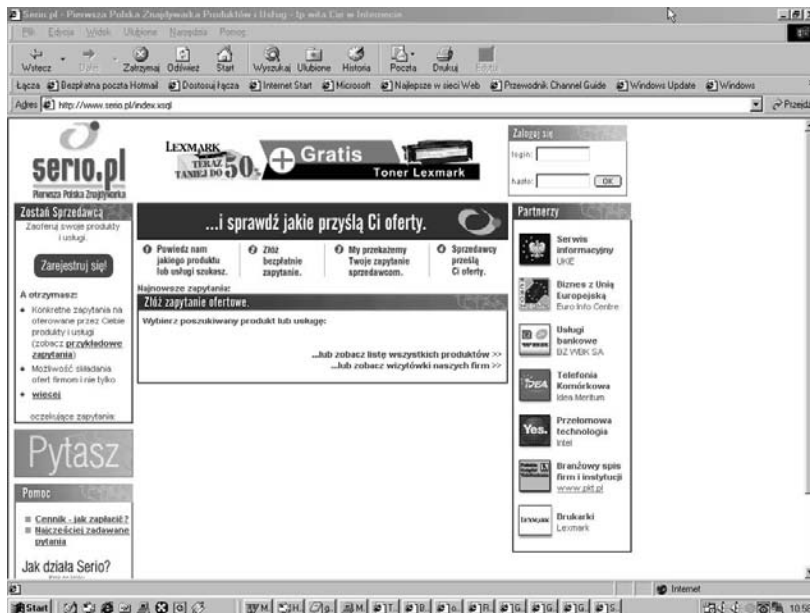 Serio.pl - Pierwsza Polska Znajdywarka Produktów i Usług -
Plik Edycja Widok Ulubione Narzędzia Pomoc
Wstecz Dalej Zatrzymaj Odśwież Start Wyszukaj Ulubione Historia Poczta Drukuj Edytuj
Łącza Bezpłatna poczta Hotmail Dostosuj łącza Internet Start Microsoft Najlepsze w sieci Web Przewodnik Channel Guide Windows Update Windows
Adres http://www.serio.pl/index.xsql Przejdź
serio.pl
Pierwsza Polska Znajdywarka
LEXMARK
TERAZ
TANIEJ DO 50%
+ Gratis
Toner Lexmark
Zaloguj się
login:
hasło: OK
Zostań Sprzedawcą
Zaoferuj swoje produkty
i usługi.
Zarejestruj się!
A otrzymasz:
Konkretne zapytania na
oferowane przez Ciebie
produkty i usługi
(zobacz przykładowe
zapytania)
Możliwość składania
ofert firmom i nie tylko
więcej
oczekujące zapytania:
Pytasz
Pomoc
Cennik - jak zapłacić?
Najczęściej zadawane
pytania
Jak działa Serio?
...i sprawdź jakie przyślą Ci oferty.
1 Powiedz nam
jakiego produktu
lub usługi szukasz.
2 Złóż
bezpłatnie
zapytanie.
3 My przekażemy
Twoje zapytanie
sprzedawcom.
4 Sprzedawcy
prześlą
Ci oferty.
Najnowsze zapytania:
Złóż zapytanie ofertowe.
Wybierz poszukiwany produkt lub usługę:
...lub zobacz listę wszystkich produktów >>
...lub zobacz wizytówki naszych firm >>
Partnerzy
Serwis
informacyjny
UKIE
Biznes z Unią
Europejską
Euro Info Centre
Usługi
bankowe
BZ WBK SA
IDEA
Telefonia
Komórkowa
Idea Meritum
Yes.
Przełomowa
technologia
Intel
Branżowy spis
firm i instytucji
www.pkt.pl
LEXMARK
Drukarki
Lexmark
Internet
Start